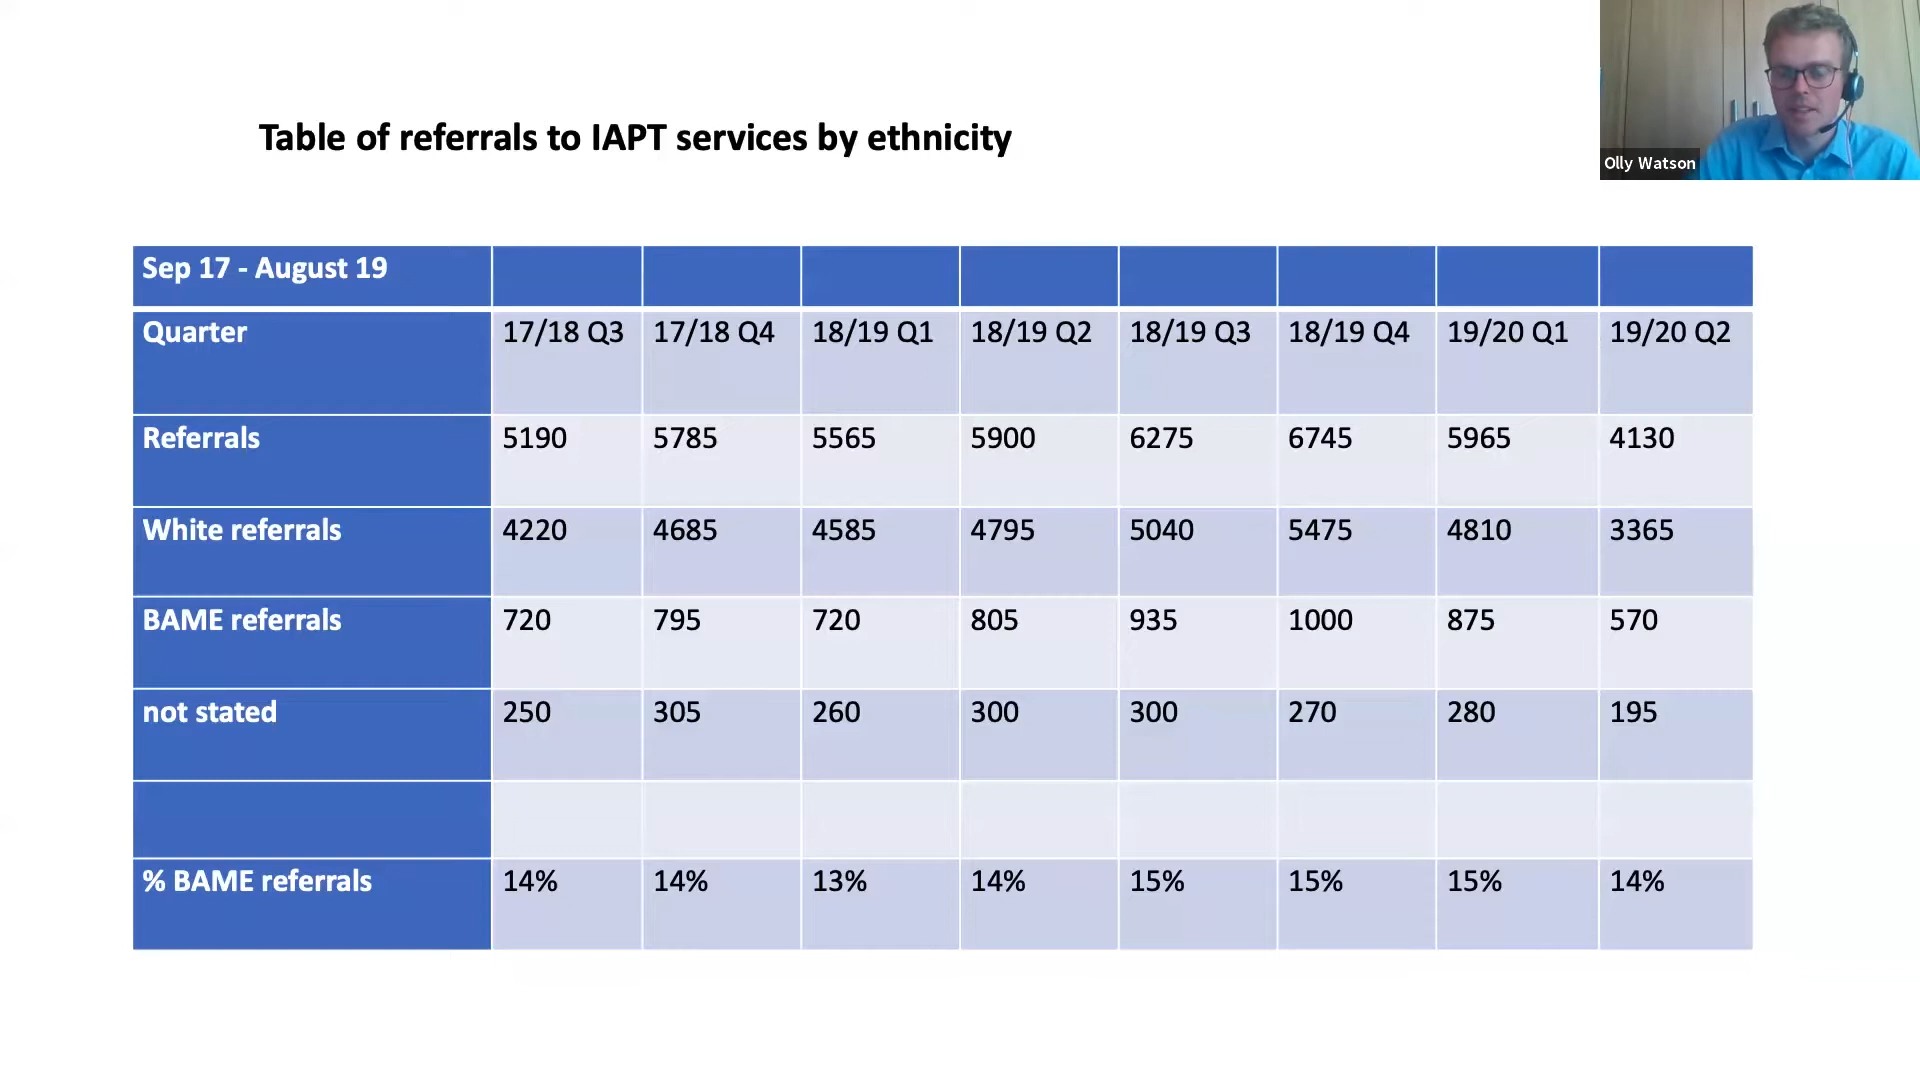 Table of referrals to IAPT services by ethnicity
Olly Watson
Sep 17 - August 19
Quarter 17/18 Q3 17/18 Q4 18/19 Q1 18/19 Q2 18/19 Q3 18/19 Q4 19/20 Q1 19/20 Q2
Referrals 5190 5785 5565 5900 6275 6745 5965 4130
White referrals 4220 4685 4585 4795 5040 5475 4810 3365
BAME referrals 720 795 720 805 935 1000 875 570
not stated 250 305 260 300 300 270 280 195
% BAME referrals 14% 14% 13% 14% 15% 15% 15% 14%